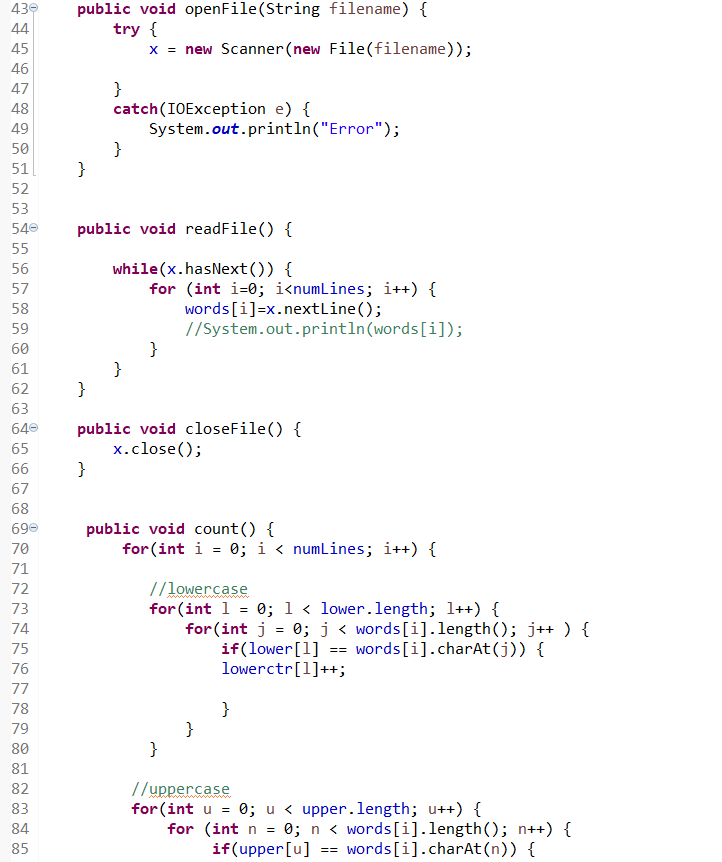 43 public void openFile(String filename) {
44 try {
45 x = new Scanner(new File(filename));
46
47 }
48 catch(IOException e) {
49 System.out.println("Error");
50 }
51 }
52
53
54 public void readFile() {
55
56 while(x.hasNext()) {
57 for (int i=0; i<numLines; i++) {
58 words[i]=x.nextLine();
59 //System.out.println(words[i]);
60 }
61 }
62 }
63
64 public void closeFile() {
65 x.close();
66 }
67
68
69 public void count() {
70 for(int i = 0; i < numLines; i++) {
71
72 //lowercase
73 for(int l = 0; l < lower.length; l++) {
74 for(int j = 0; j < words[i].length(); j++ ) {
75 if(lower[l] == words[i].charAt(j)) {
76 lowerctr[l]++;
77
78 }
79 }
80 }
81
82 //uppercase
83 for(int u = 0; u < upper.length; u++) {
84 for (int n = 0; n < words[i].length(); n++) {
85 if(upper[u] == words[i].charAt(n)) {